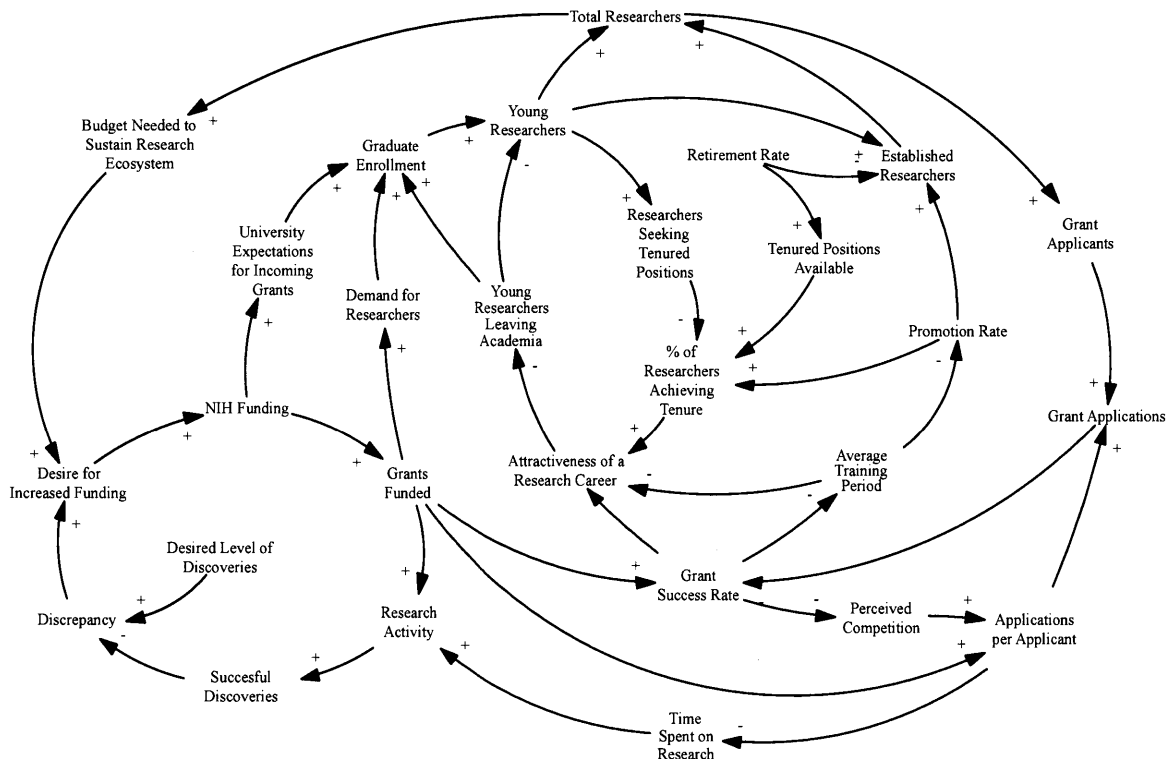 Total Researchers
+
+
+
Budget Needed to
Sustain Research
Ecosystem
Young
Researchers
+
-
Graduate
Enrollment
+
+
+
Retirement Rate
+
-
Established
Researchers
+
+
Grant
Applicants
University
Expectations
for Incoming
Grants
+
Researchers
Seeking
Tenured
Positions
+
Tenured Positions
Available
Demand for
Researchers
+
Young
Researchers
Leaving
Academia
-
-
+
% of
Researchers
Achieving
Tenure
+
Promotion Rate
-
NIH Funding
+
+
Grant Applications
+
+
Desire for
Increased Funding
+
+
Grants
Funded
+
Attractiveness of a
Research Career
+
-
Average
Training
Period
-
Desired Level of
Discoveries
+
Discrepancy
-
Research
Activity
+
+
Grant
Success Rate
+
-
-
Perceived
Competition
+
Applications
per Applicant
+
Succesful
Discoveries
+
Time
Spent on
Research
-